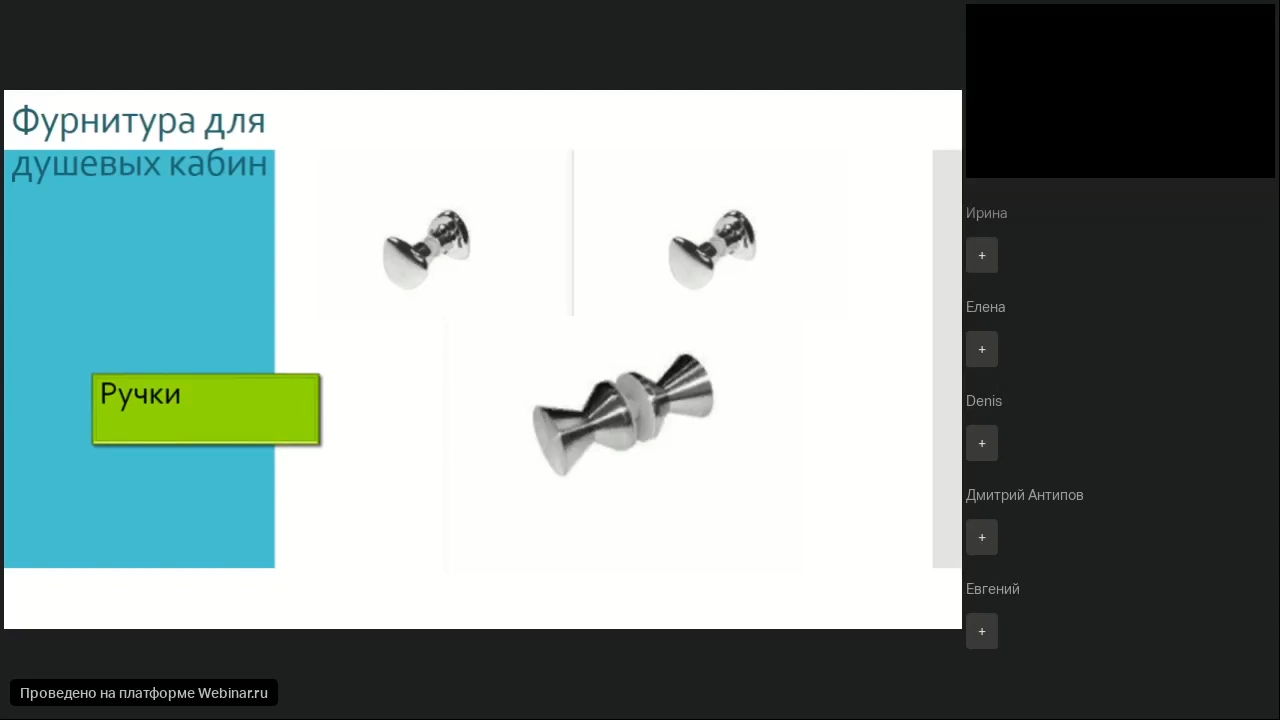 Фурнитура для
душевых кабин
Ручки
Ирина
+
Елена
+
Denis
+
Дмитрий Антипов
+
Евгений
+
Проведено на платформе Webinar.ru